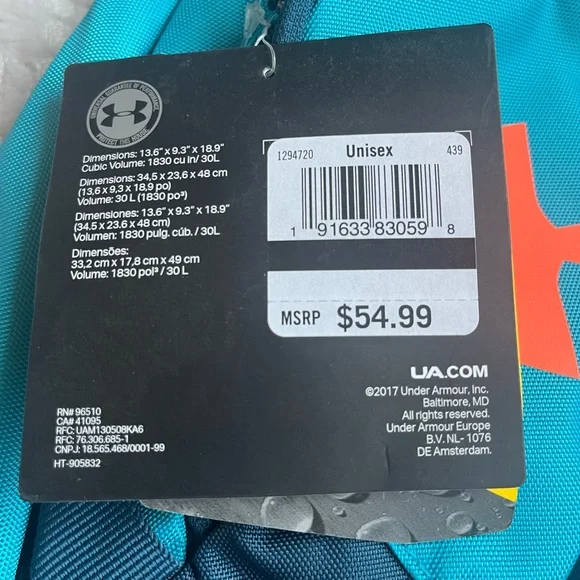 UNIVERSAL GUARANTEE OF PERFORMANCE
PROTECT THIS HOUSE
Dimensions: 13.6" x 9.3" x 18.9"
Cubic Volume: 1830 cu in/ 30L
Dimensions: 34,5 x 23,6 x 48 cm
(13,6 x 9,3 x 18,9 po)
Volume: 30 L (1830 po³)
Dimensiones: 13.6" x 9.3" x 18.9"
(34.5 x 23.6 x 48 cm)
Volumen: 1830 pulg. cúb. / 30L
Dimensões:
33,2 cm x 17,8 cm x 49 cm
Volume: 1830 pol³ / 30 L
1294720 Unisex 439
1 91633 83059 8
MSRP $54.99
UA.COM
©2017 Under Armour, Inc.
Baltimore, MD
All rights reserved.
Under Armour Europe
B.V. NL- 1076
DE Amsterdam.
RN# 96510
CA# 41095
RFC: UAM130508KA6
RFC: 76.306.685-1
CNPJ: 18.565.468/0001-99
HT-905832